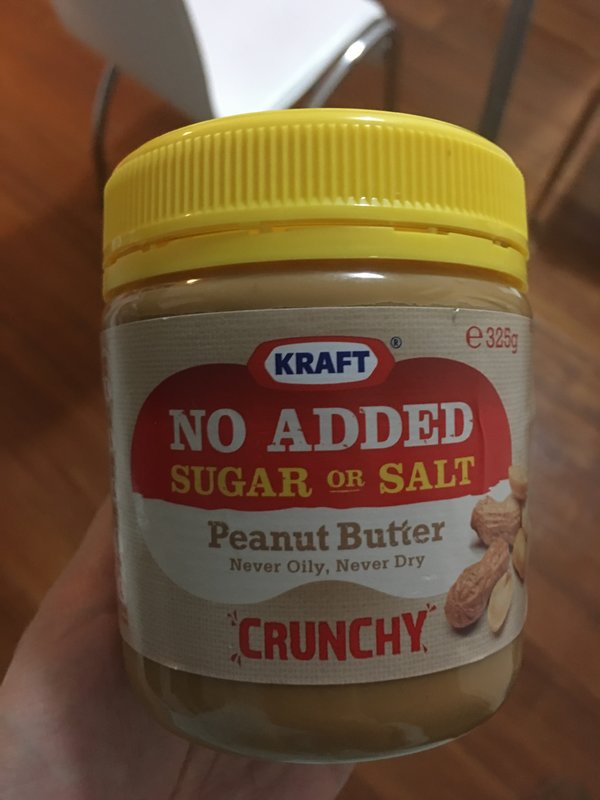 ℮325g
KRAFT®
NO ADDED
SUGAR OR SALT
Peanut Butter
Never Oily, Never Dry
CRUNCHY